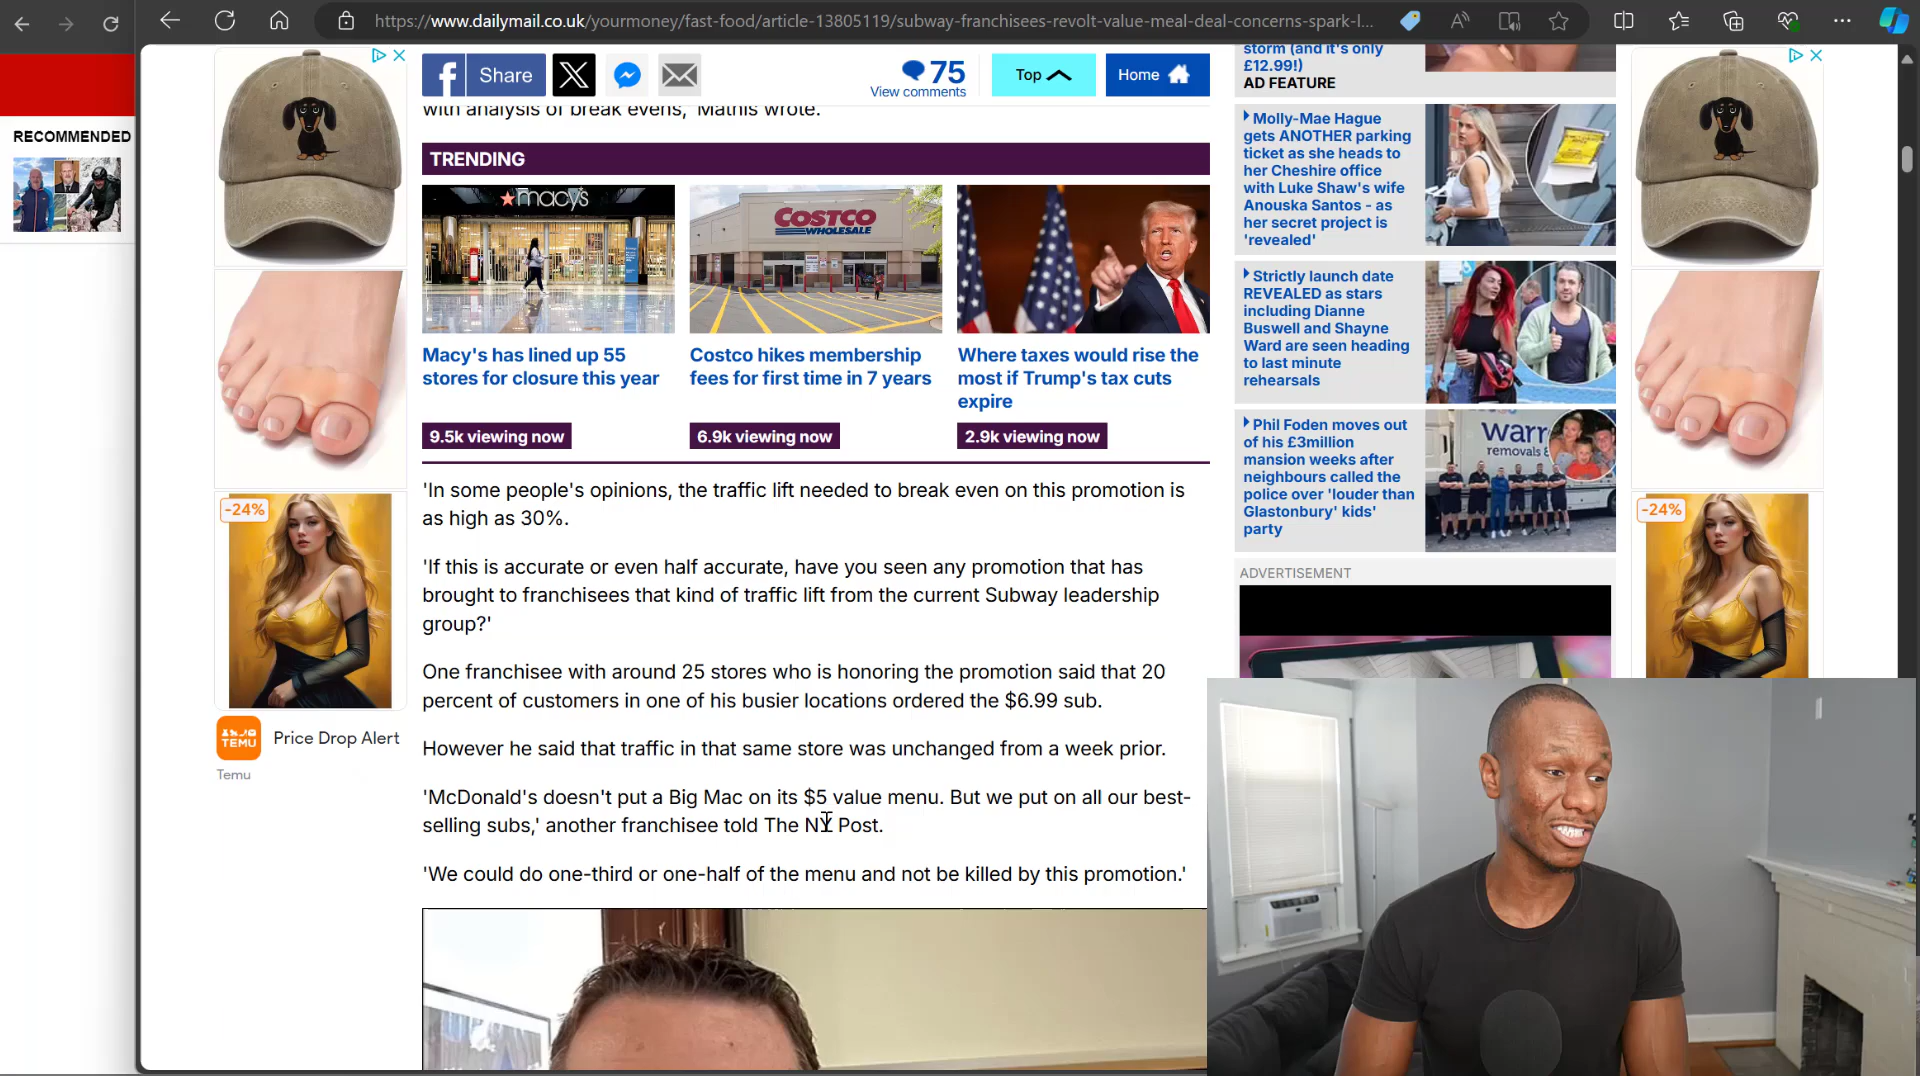 https://www.dailymail.co.uk/yourmoney/fast-food/article-13805119/subway-franchisees-revolt-value-meal-deal-concerns-spark-l...
RECOMMENDED
Share
75
View comments
Top
Home
with analysis of break evens,' Mathis wrote.
TRENDING
macy's
COSTCO
WHOLESALE
Macy's has lined up 55
stores for closure this year
9.5k viewing now
Costco hikes membership
fees for first time in 7 years
6.9k viewing now
Where taxes would rise the
most if Trump's tax cuts
expire
2.9k viewing now
'In some people's opinions, the traffic lift needed to break even on this promotion is
as high as 30%.
'If this is accurate or even half accurate, have you seen any promotion that has
brought to franchisees that kind of traffic lift from the current Subway leadership
group?'
One franchisee with around 25 stores who is honoring the promotion said that 20
percent of customers in one of his busier locations ordered the $6.99 sub.
However he said that traffic in that same store was unchanged from a week prior.
'McDonald's doesn't put a Big Mac on its $5 value menu. But we put on all our best-
selling subs,' another franchisee told The NY Post.
'We could do one-third or one-half of the menu and not be killed by this promotion.'
-24%
TEMU
Price Drop Alert
Temu
storm (and it's only
£12.99!)
AD FEATURE
Molly-Mae Hague
gets ANOTHER parking
ticket as she heads to
her Cheshire office
with Luke Shaw's wife
Anouska Santos - as
her secret project is
'revealed'
Strictly launch date
REVEALED as stars
including Dianne
Buswell and Shayne
Ward are seen heading
to last minute
rehearsals
Phil Foden moves out
of his £3million
mansion weeks after
neighbours called the
police over 'louder than
Glastonbury' kids'
party
warr
removals &
ADVERTISEMENT
-24%